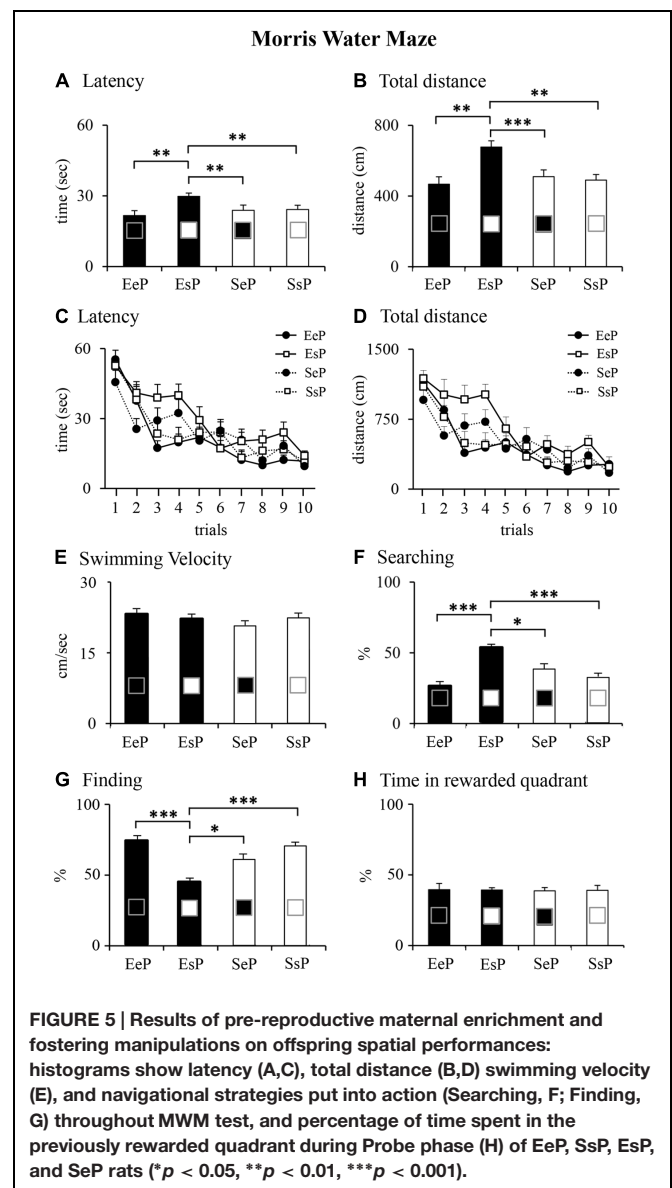 Morris Water Maze
A Latency
60
30
0
time (sec)
**
**
**
EeP EsP SeP SsP
B Total distance
800
400
0
distance (cm)
**
**
***
EeP EsP SeP SsP
C Latency
60
30
0
time (sec)
EeP
EsP
SeP
SsP
1 2 3 4 5 6 7 8 9 10
trials
D Total distance
1500
750
0
distance (cm)
EeP
EsP
SeP
SsP
1 2 3 4 5 6 7 8 9 10
trials
E Swimming Velocity
30
15
0
cm/sec
EeP EsP SeP SsP
F Searching
100
50
0
%
***
***
*
EeP EsP SeP SsP
G Finding
100
50
0
%
***
***
*
EeP EsP SeP SsP
H Time in rewarded quadrant
100
50
0
%
EeP EsP SeP SsP
FIGURE 5 | Results of pre-reproductive maternal enrichment and
fostering manipulations on offspring spatial performances:
histograms show latency (A,C), total distance (B,D) swimming velocity
(E), and navigational strategies put into action (Searching, F; Finding,
G) throughout MWM test, and percentage of time spent in the
previously rewarded quadrant during Probe phase (H) of EeP, SsP, EsP,
and SeP rats (*p < 0.05, **p < 0.01, ***p < 0.001).